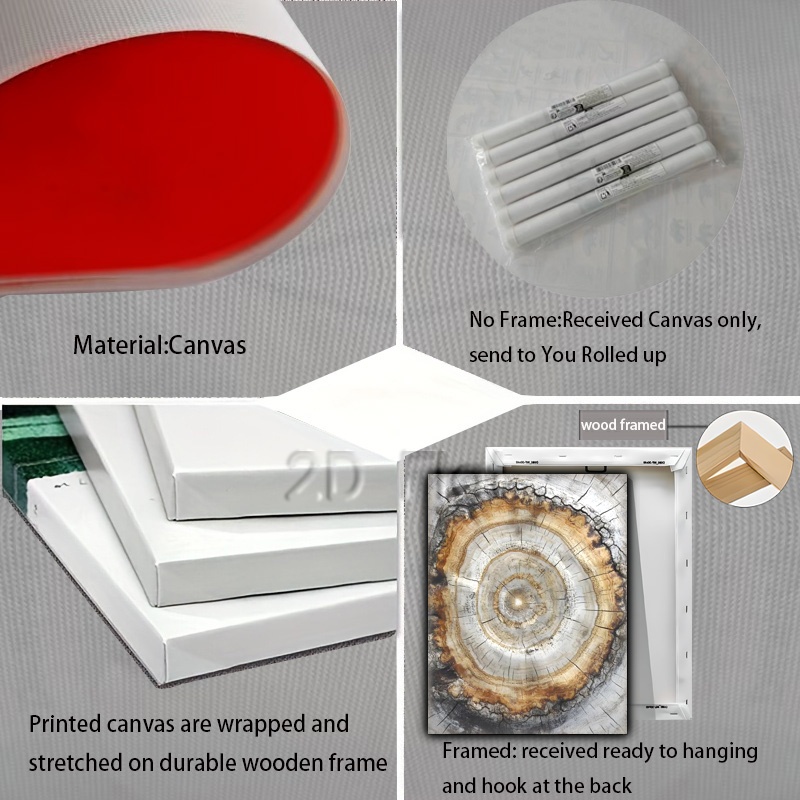 Material:Canvas
No Frame:Received Canvas only,
send to You Rolled up
2D
Printed canvas are wrapped and
stretched on durable wooden frame
wood framed
Framed: received ready to hanging
and hook at the back